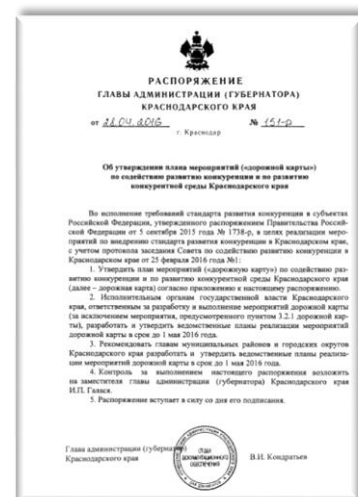 РАСПОРЯЖЕНИЕ
ГЛАВЫ АДМИНИСТРАЦИИ (ГУБЕРНАТОРА)
КРАСНОДАРСКОГО КРАЯ
от 28.04.2016 № 151-р
г. Краснодар
Об утверждении плана мероприятий («дорожной карты»)
по содействию развитию конкуренции и по развитию
конкурентной среды Краснодарского края
Во исполнение требований стандарта развития конкуренции в субъектах
Российской Федерации, утвержденного распоряжением Правительства Россий-
ской Федерации от 5 сентября 2015 года № 1738-р, в целях реализации меро-
приятий по внедрению стандарта развития конкуренции в Краснодарском крае,
с учетом протокола заседания Совета по содействию развитию конкуренции в
Краснодарском крае от 25 февраля 2016 года №1:
1. Утвердить план мероприятий («дорожную карту») по содействию раз-
витию конкуренции и по развитию конкурентной среды Краснодарского края
(далее – дорожная карта) согласно приложению к настоящему распоряжению.
2. Исполнительным органам государственной власти Краснодарского
края, ответственным за разработку и выполнение мероприятий дорожной карты
(за исключением мероприятия, предусмотренного пунктом 3.2.1 дорожной кар-
ты), разработать и утвердить ведомственные планы реализации мероприятий
дорожной карты в срок до 1 мая 2016 года.
3. Рекомендовать главам муниципальных районов и городских округов
Краснодарского края разработать и утвердить ведомственные планы реализа-
ции мероприятий дорожной карты в срок до 1 мая 2016 года.
4. Контроль за выполнением настоящего распоряжения возложить
на заместителя главы администрации (губернатора) Краснодарского края
И.П. Галася.
5. Распоряжение вступает в силу со дня его подписания.
Глава администрации (губернатор)
Краснодарского края В.И. Кондратьев
отдел
документационного
обеспечения